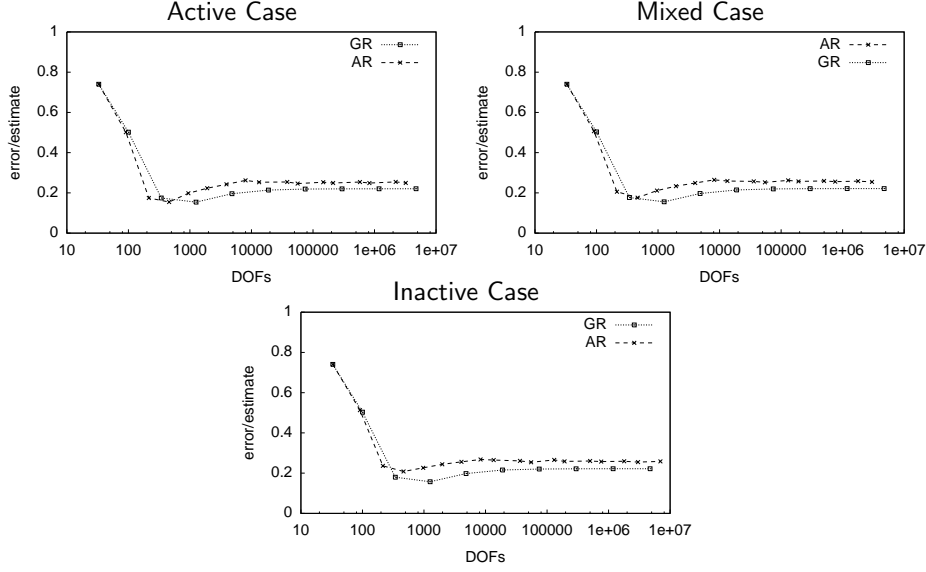 Active Case
1
0.8
0.6
0.4
0.2
0
10
100
1000
10000
100000
1e+06
1e+07
error/estimate
DOFs
GR
AR
Mixed Case
1
0.8
0.6
0.4
0.2
0
10
100
1000
10000
100000
1e+06
1e+07
error/estimate
DOFs
AR
GR
Inactive Case
1
0.8
0.6
0.4
0.2
0
10
100
1000
10000
100000
1e+06
1e+07
error/estimate
DOFs
GR
AR